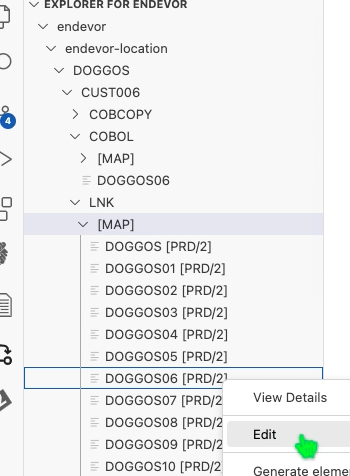 EXPLORER FOR ENDEVOR
endevor
endevor-location
DOGGOS
CUST006
COBCOPY
COBOL
[MAP]
DOGGOS06
LNK
[MAP]
DOGGOS [PRD/2]
DOGGOS01 [PRD/2]
DOGGOS02 [PRD/2]
DOGGOS03 [PRD/2]
DOGGOS04 [PRD/2]
DOGGOS05 [PRD/2]
DOGGOS06 [PRD/2]
DOGGOS07 [PRD/2
DOGGOS08 [PRD/2
DOGGOS09 [PRD/2
DOGGOS10 [PRD/2
4
View Details
Edit
Generate eleme